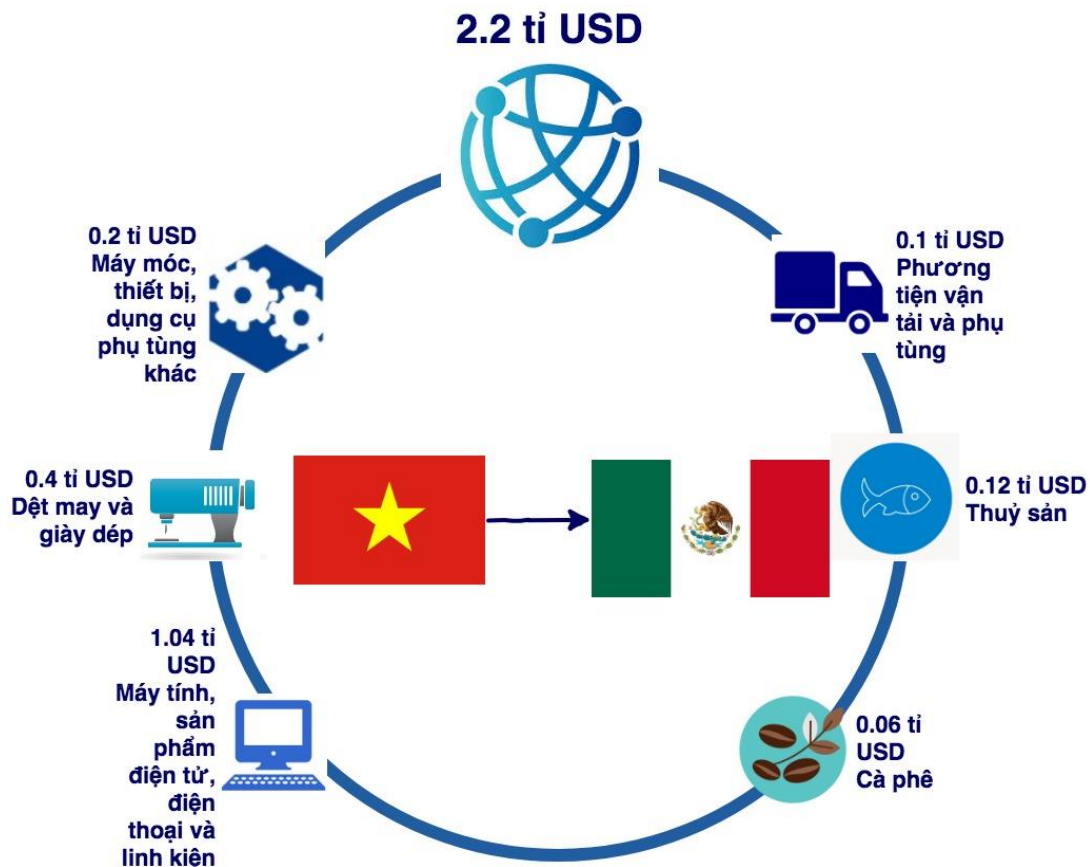 2.2 tỉ USD
0.2 tỉ USD
Máy móc,
thiết bị,
dụng cụ
phụ tùng
khác
0.1 tỉ USD
Phương
tiện vận
tải và phụ
tùng
0.4 tỉ USD
Dệt may và
giày dép
0.12 tỉ USD
Thuỷ sản
1.04 tỉ
USD
Máy tính,
sản
phẩm
điện tử,
điện
thoại và
linh kiện
0.06 tỉ
USD
Cà phê